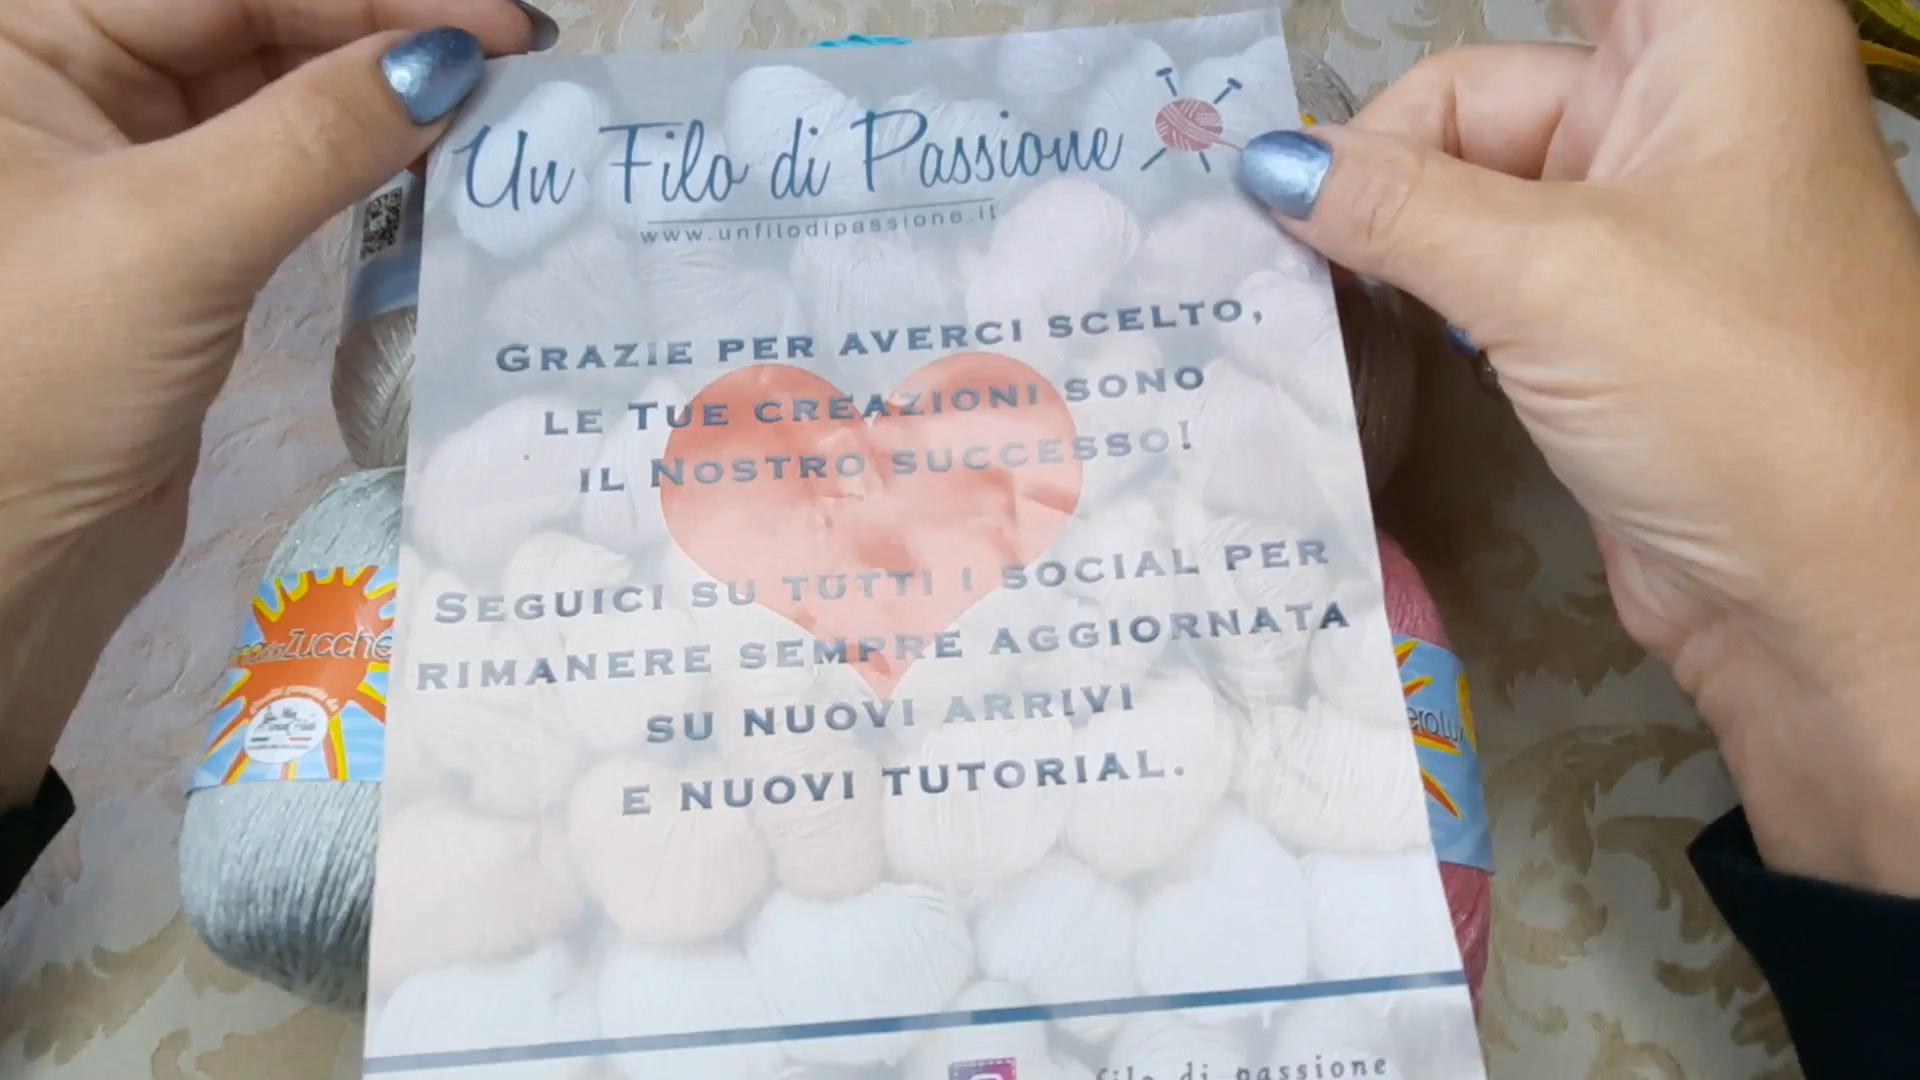 Un Filo di Passione
www.unfilodipassione.it
GRAZIE PER AVERCI SCELTO,
LE TUE CREAZIONI SONO
IL NOSTRO SUCCESSO!
SEGUICI SU TUTTI I SOCIAL PER
RIMANERE SEMPRE AGGIORNATA
SU NUOVI ARRIVI
E NUOVI TUTORIAL.
filo di passione